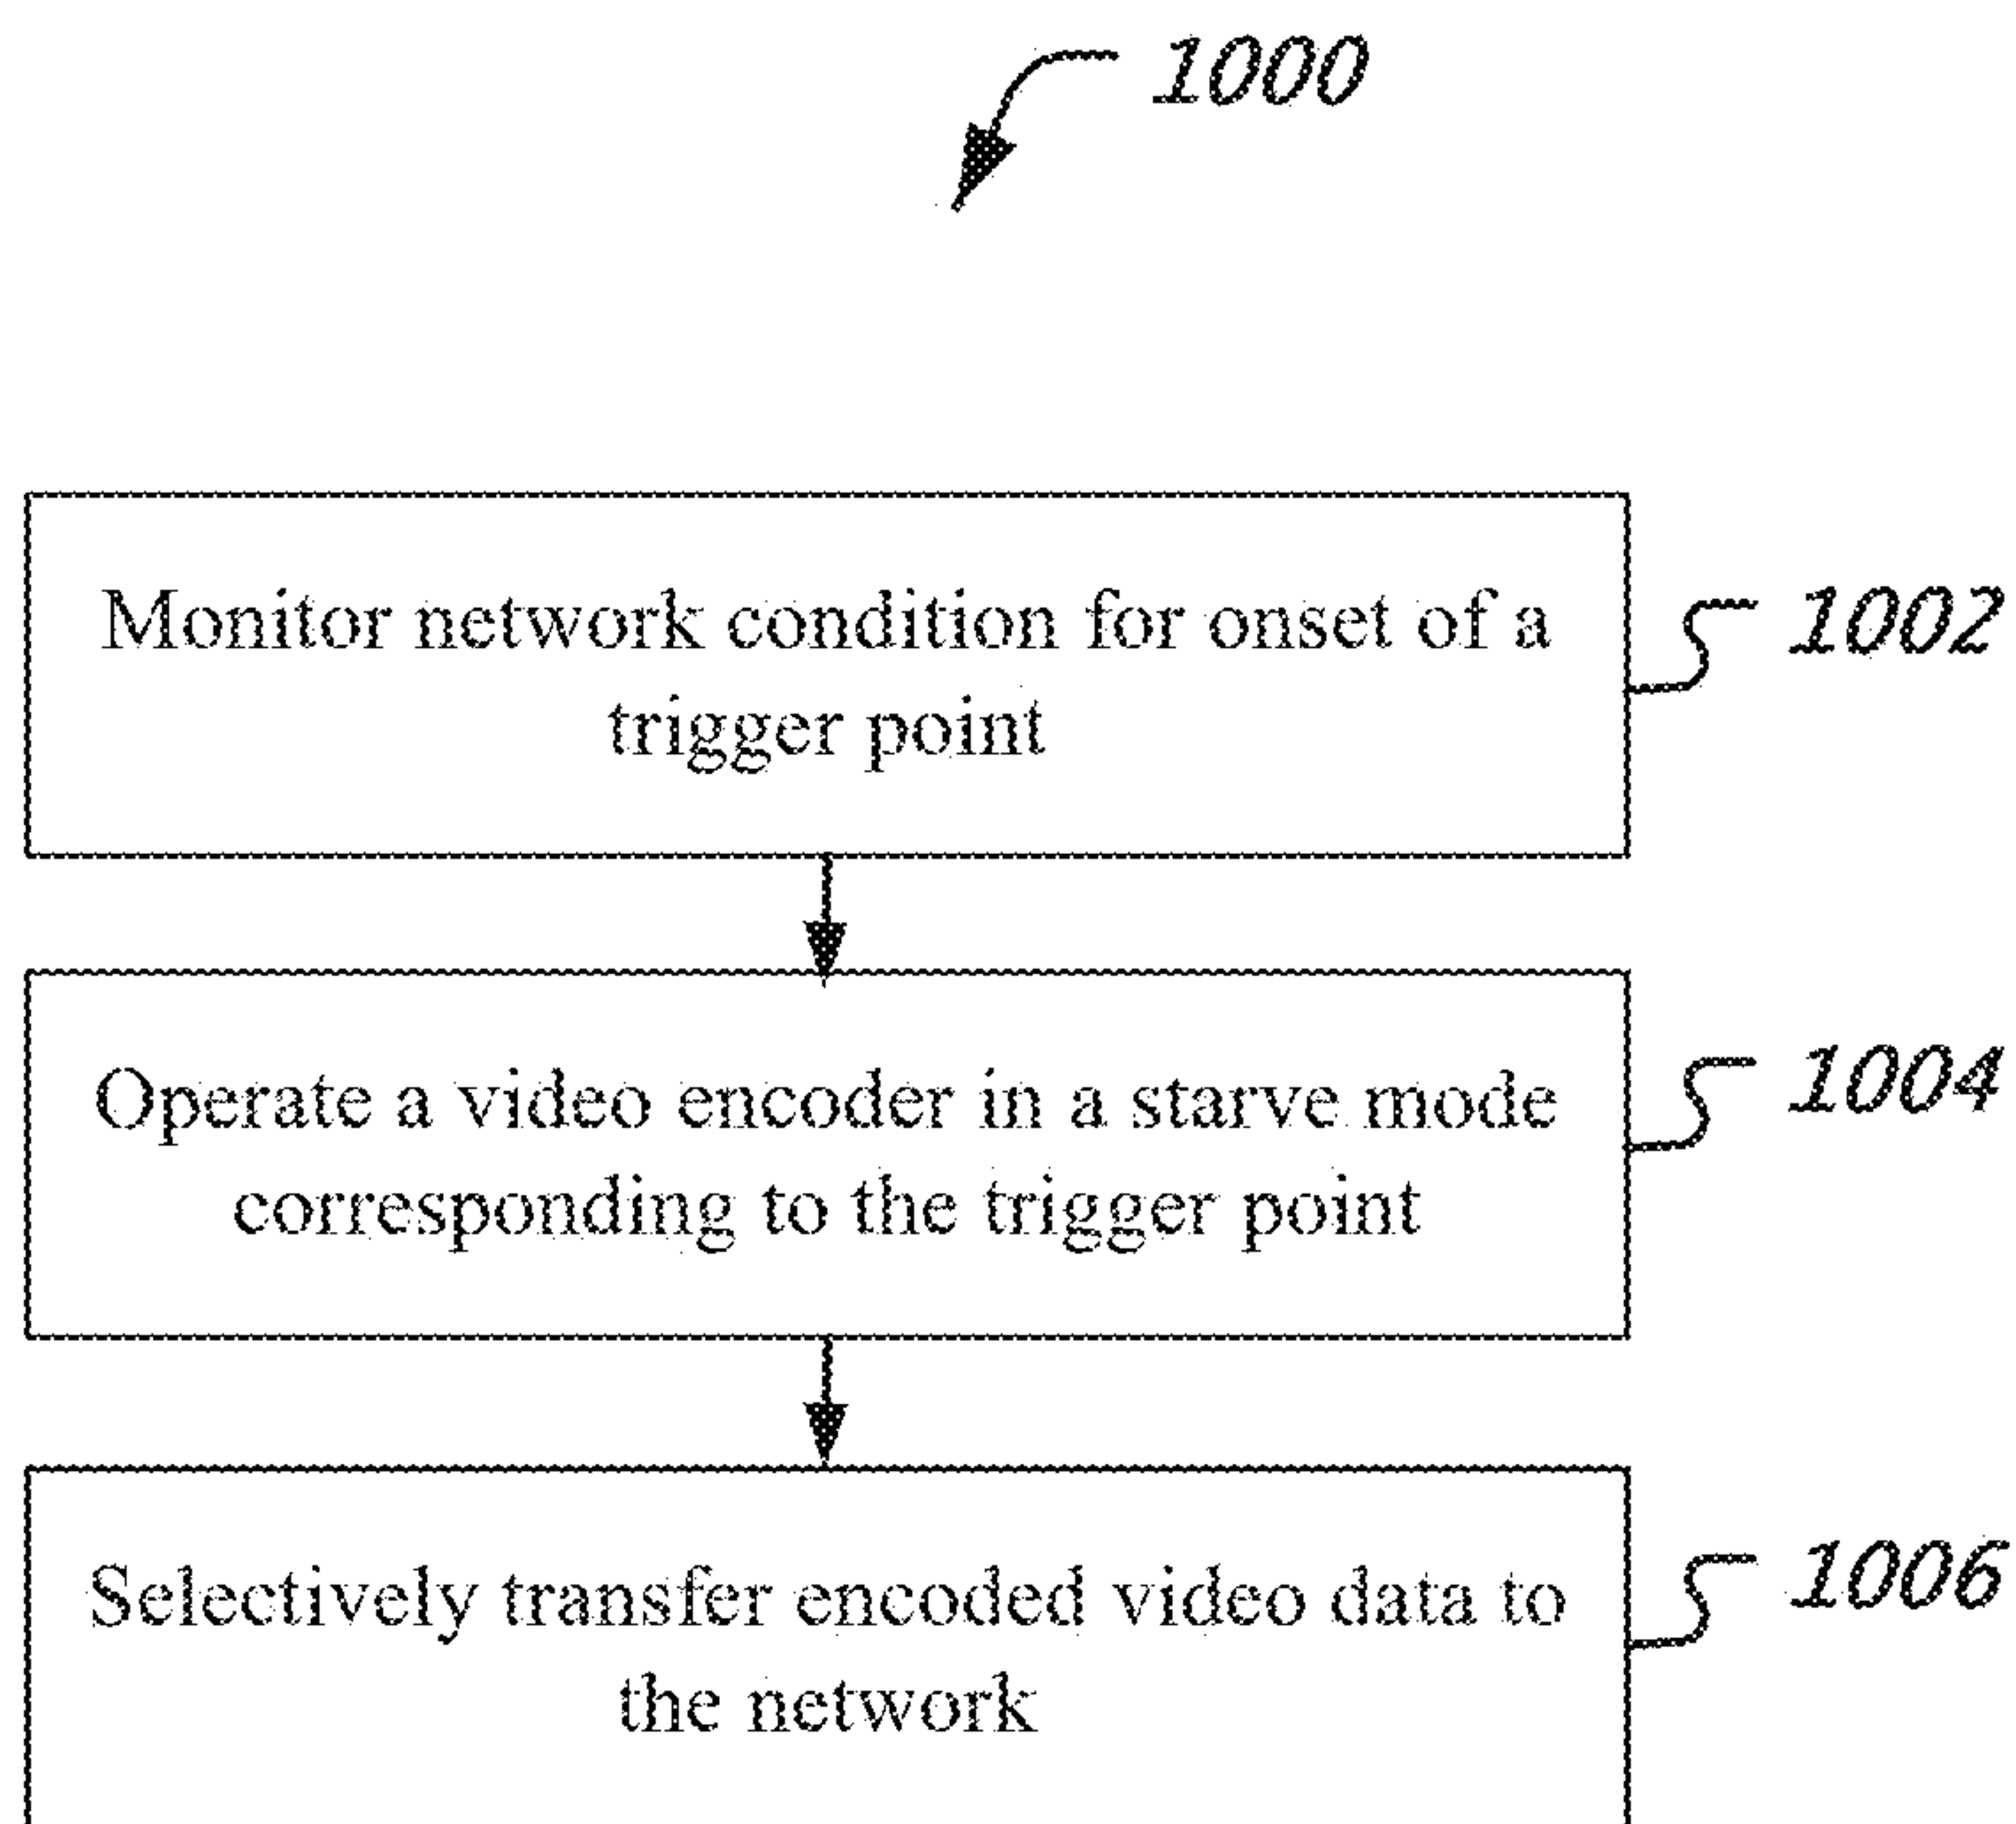 1000
Monitor network condition for onset of a
trigger point
1002
Operate a video encoder in a starve mode
corresponding to the trigger point
1004
Selectively transfer encoded video data to
the network
1006